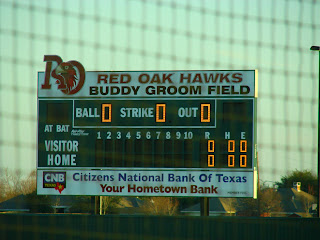 RO
RED OAK HAWKS
BUDDY GROOM FIELD
BALL 0 STRIKE 0 OUT 0
AT BAT
1 2 3 4 5 6 7 8 9 10 R H E
VISITOR 0 0 0
HOME 0 0 0
CNB Citizens National Bank Of Texas
Your Hometown Bank